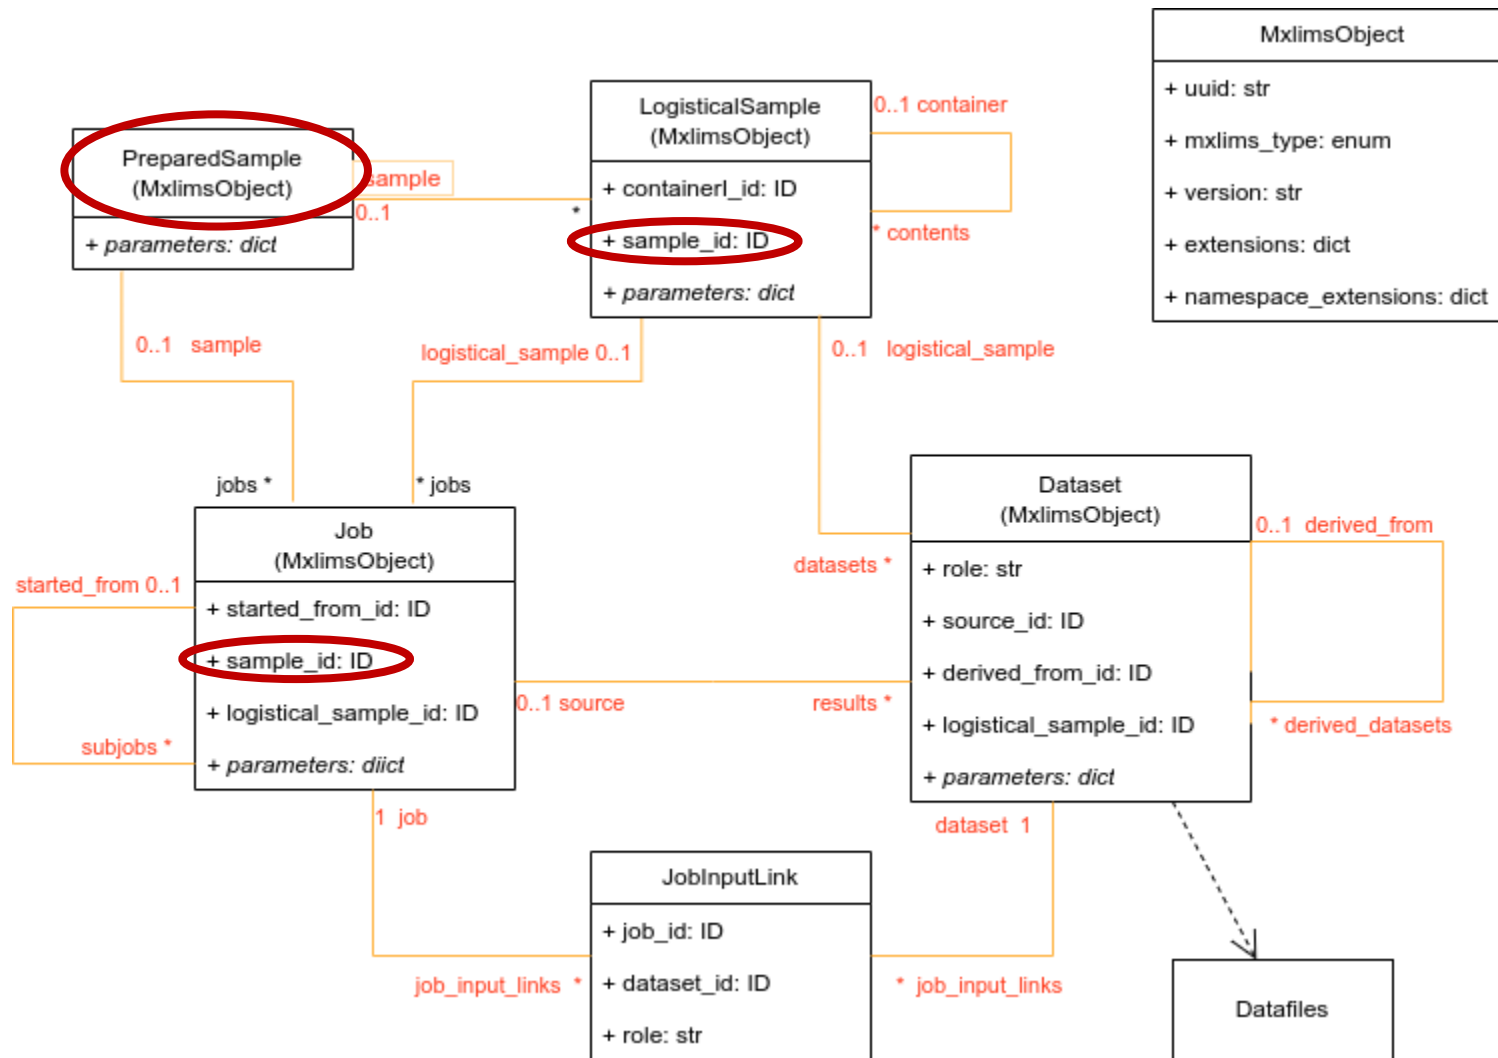 MxlimsObject
+ uuid: str
+ mxlims_type: enum
+ version: str
+ extensions: dict
+ namespace_extensions: dict
LogisticalSample
(MxlimsObject)
+ containerl_id: ID
+ sample_id: ID
+ parameters: dict
0..1 container
* contents
PreparedSample
(MxlimsObject)
+ parameters: dict
sample
0..1
*
0..1 sample
logistical_sample 0..1
0..1 logistical_sample
jobs *
* jobs
Job
(MxlimsObject)
+ started_from_id: ID
+ sample_id: ID
+ logistical_sample_id: ID
+ parameters: diict
started_from 0..1
subjobs *
0..1 source
results *
datasets *
Dataset
(MxlimsObject)
+ role: str
+ source_id: ID
+ derived_from_id: ID
+ logistical_sample_id: ID
+ parameters: dict
0..1 derived_from
* derived_datasets
1 job
dataset 1
JobInputLink
+ job_id: ID
+ dataset_id: ID
+ role: str
job_input_links *
* job_input_links
Datafiles